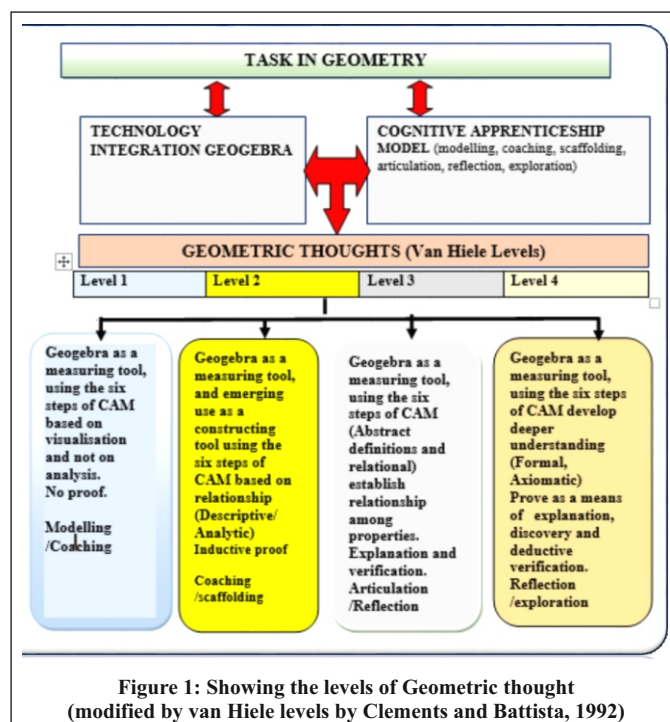 TASK IN GEOMETRY
TECHNOLOGY
INTEGRATION GEOGEBRA
COGNITIVE APPRENTICESHIP
MODEL (modelling, coaching, scaffolding,
articulation, reflection, exploration)
GEOMETRIC THOUGHTS (Van Hiele Levels)
Level 1
Level 2
Level 3
Level 4
Geogebra as a
measuring tool,
using the six
steps of CAM
based on
visualisation
and not on
analysis.
No proof.
Modelling
/Coaching
Geogebra as a
measuring tool,
and emerging
use as a
constructing
tool using the
six steps of
CAM based on
relationship
(Descriptive/
Analytic)
Inductive proof
Coaching
/scaffolding
Geogebra as a
measuring tool,
using the six
steps of CAM
(Abstract
definitions and
relational)
establish
relationship
among
properties.
Explanation and
verification.
Articulation
/Reflection
Geogebra as a
measuring tool,
using the six steps
of CAM develop
deeper
understanding
(Formal,
Axiomatic)
Prove as a means
of explanation,
discovery and
deductive
verification.
Reflection
/exploration
Figure 1: Showing the levels of Geometric thought
(modified by van Hiele levels by Clements and Battista, 1992)